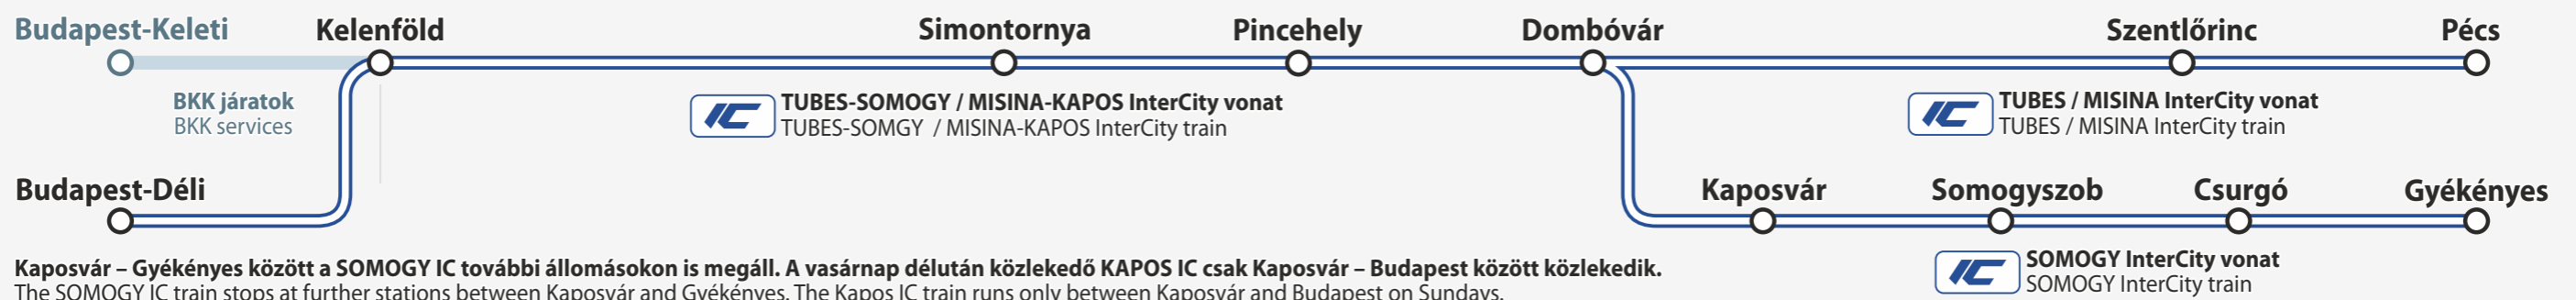 Budapest-Keleti
Kelenföld
Simontornya
Pincehely
Dombóvár
Szentlőrinc
Pécs
BKK járatok
BKK services
IC
TUBES-SOMOGY / MISINA-KAPOS InterCity vonat
TUBES-SOMGY / MISINA-KAPOS InterCity train
IC
TUBES / MISINA InterCity vonat
TUBES / MISINA InterCity train
Budapest-Déli
Kaposvár
Somogyszob
Csurgó
Gyékényes
IC
SOMOGY InterCity vonat
SOMOGY InterCity train
Kaposvár – Gyékényes között a SOMOGY IC további állomásokon is megáll. A vasárnap délután közlekedő KAPOS IC csak Kaposvár – Budapest között közlekedik.
The SOMOGY IC train stops at further stations between Kaposvár and Gyékényes. The Kapos IC train runs only between Kaposvár and Budapest on Sundays.